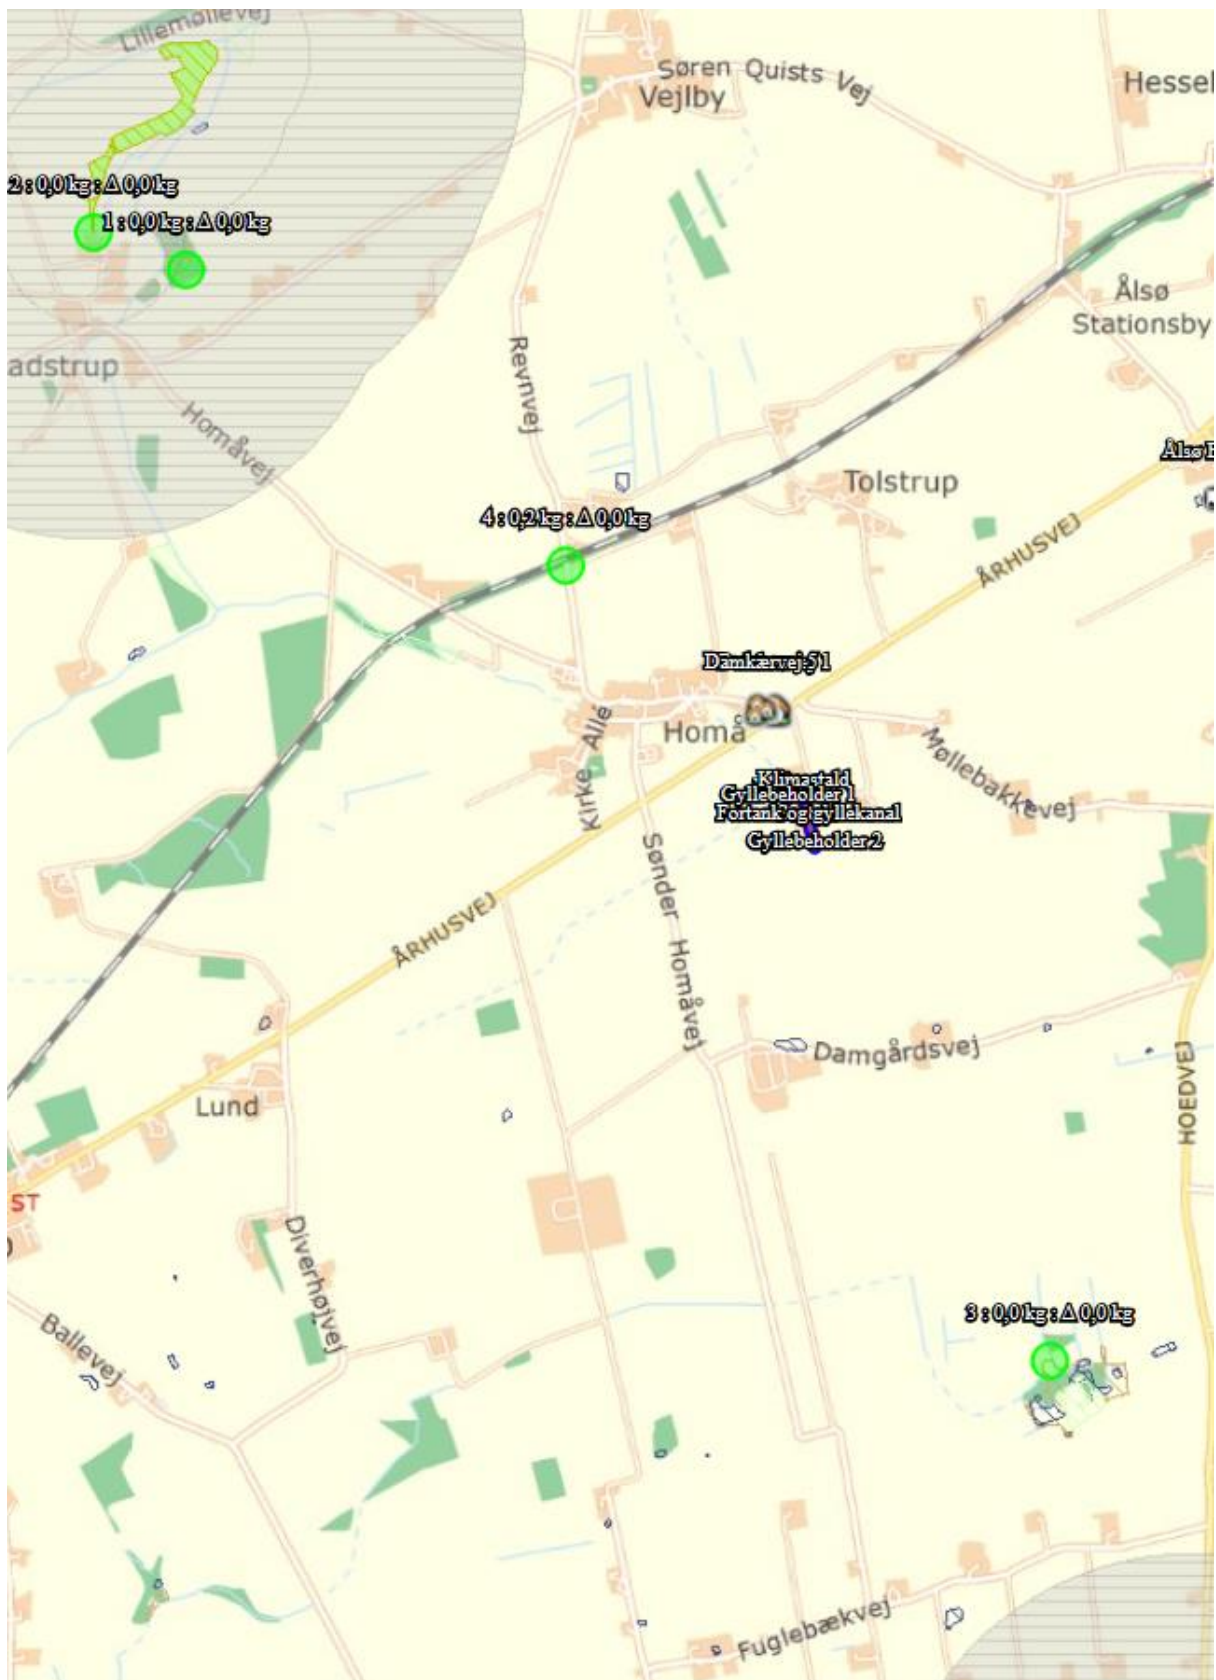 Lillemøllevej
Søren Quists Vej
Vejlby
Hessel
2 : 0,0 kg : Δ 0,0 kg
1 : 0,0 kg : Δ 0,0 kg
Ålsø
Stationsby
adstrup
Revnvej
Homåvej
Ålsø
Tolstrup
4 : 0,2 kg : Δ 0,0 kg
ÅRHUSVEJ
Homå
Kirke Allé
Møllebakkevej
Klimastald
Gyllebeholder 1
Fortank og gyllekanal
Gyllebeholder 2
Sønder Homåvej
ÅRHUSVEJ
Damgårdsvej
Lund
HOEDVEJ
ST
Diverhøjvej
3 : 0,0 kg : Δ 0,0 kg
Ballevej
Fuglebækvej